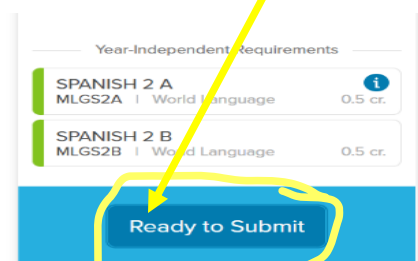 Year-Independent Requirements
SPANISH 2 A
MLGS2A | World Language 0.5 cr.
SPANISH 2 B
MLGS2B | World Language 0.5 cr.
Ready to Submit